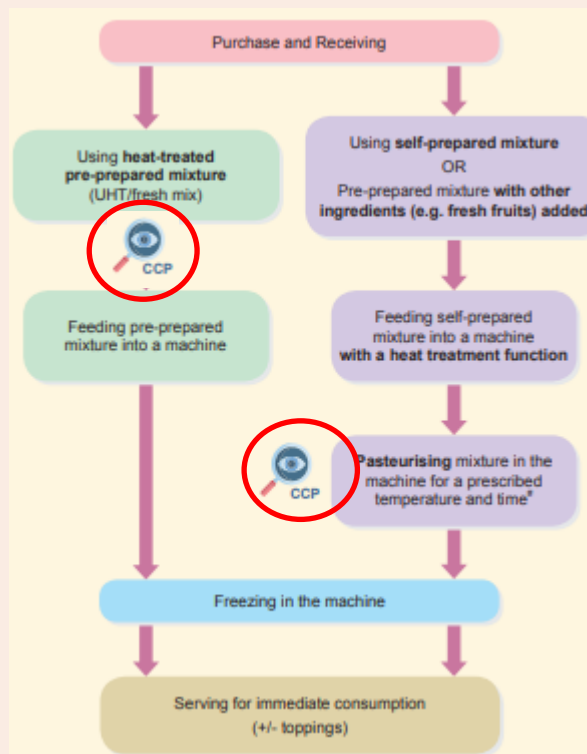 Purchase and Receiving
Using heat-treated
pre-prepared mixture
(UHT/fresh mix)
CCP
Feeding pre-prepared
mixture into a machine
Using self-prepared mixture
OR
Pre-prepared mixture with other
ingredients (e.g. fresh fruits) added
Feeding self-prepared
mixture into a machine
with a heat treatment function
CCP
Pasteurising mixture in the
machine for a prescribed
temperature and time#
Freezing in the machine
Serving for immediate consumption
(+/- toppings)